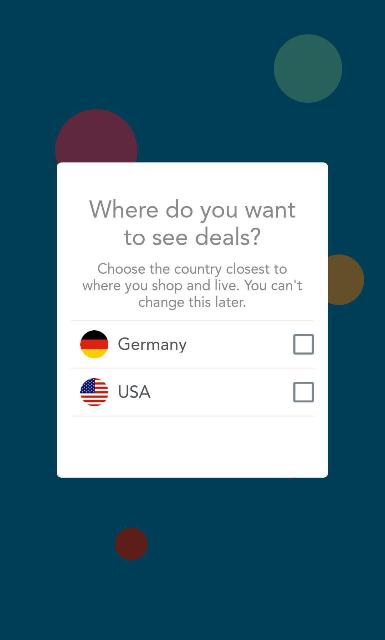 Where do you want
to see deals?
Choose the country closest to
where you shop and live. You can't
change this later.
Germany
USA